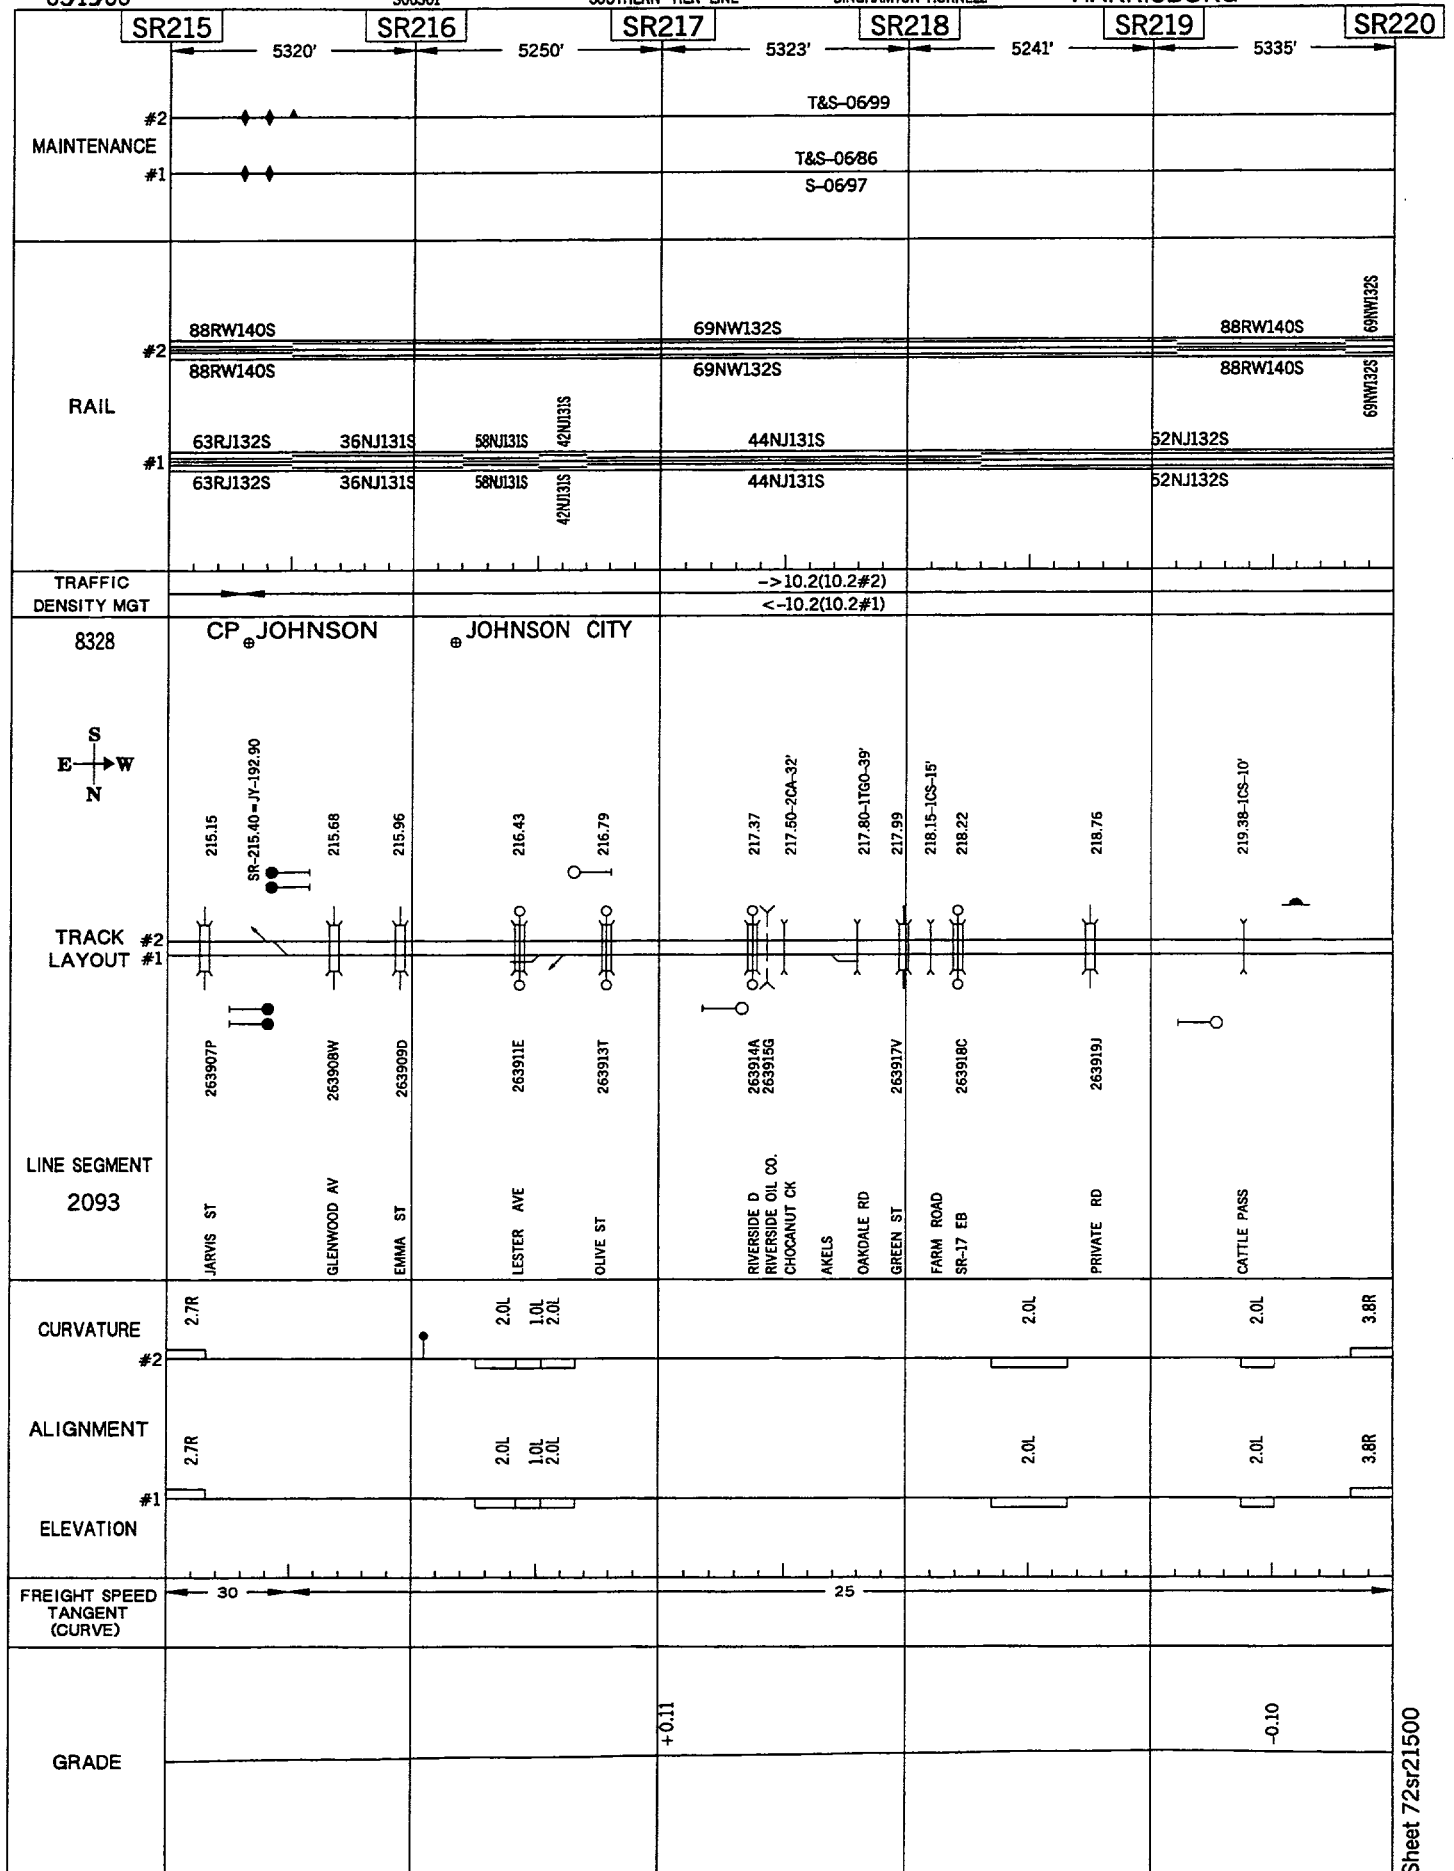 SR215 SR216 SR217 SR218 SR219 SR220
5320' 5250' 5323' 5241' 5335'
#2 T&S-06/99
MAINTENANCE
#1 T&S-06/86
S-06/97
69NW132S
88RW140S 69NW132S 88RW140S
#2
88RW140S 69NW132S 88RW140S
69NW132S
RAIL
42NJ131S
63RJ132S 36NJ131S 58NJ131S 44NJ131S 52NJ132S
#1
63RJ132S 36NJ131S 58NJ131S 44NJ131S 52NJ132S
42NJ131S
TRAFFIC ->10.2(10.2#2)
DENSITY MGT <-10.2(10.2#1)
8328 CP JOHNSON JOHNSON CITY
S
E W
N
215.15
SR-215.40=JY-192.90
215.68
215.96
216.43
216.79
217.37
217.50-2CA-32'
217.80-1TGO-39'
217.99
218.15-1CS-15'
218.22
218.76
219.38-1CS-10'
TRACK #2
LAYOUT #1
263907P
263908W
263909D
263911E
263913T
263914A
263915G
263917V
263918C
263919J
LINE SEGMENT
2093
JARVIS ST
GLENWOOD AV
EMMA ST
LESTER AVE
OLIVE ST
RIVERSIDE D
RIVERSIDE OIL CO.
CHOCANUT CK
AKELS
OAKDALE RD
GREEN ST
FARM ROAD
SR-17 EB
PRIVATE RD
CATTLE PASS
CURVATURE
2.7R 2.0L 1.0L 2.0L 2.0L 2.0L 3.8R
#2
ALIGNMENT
2.7R 2.0L 1.0L 2.0L 2.0L 2.0L 3.8R
#1
ELEVATION
FREIGHT SPEED 30 25
TANGENT
(CURVE)
+0.11 -0.10
GRADE
Sheet 72sr21500